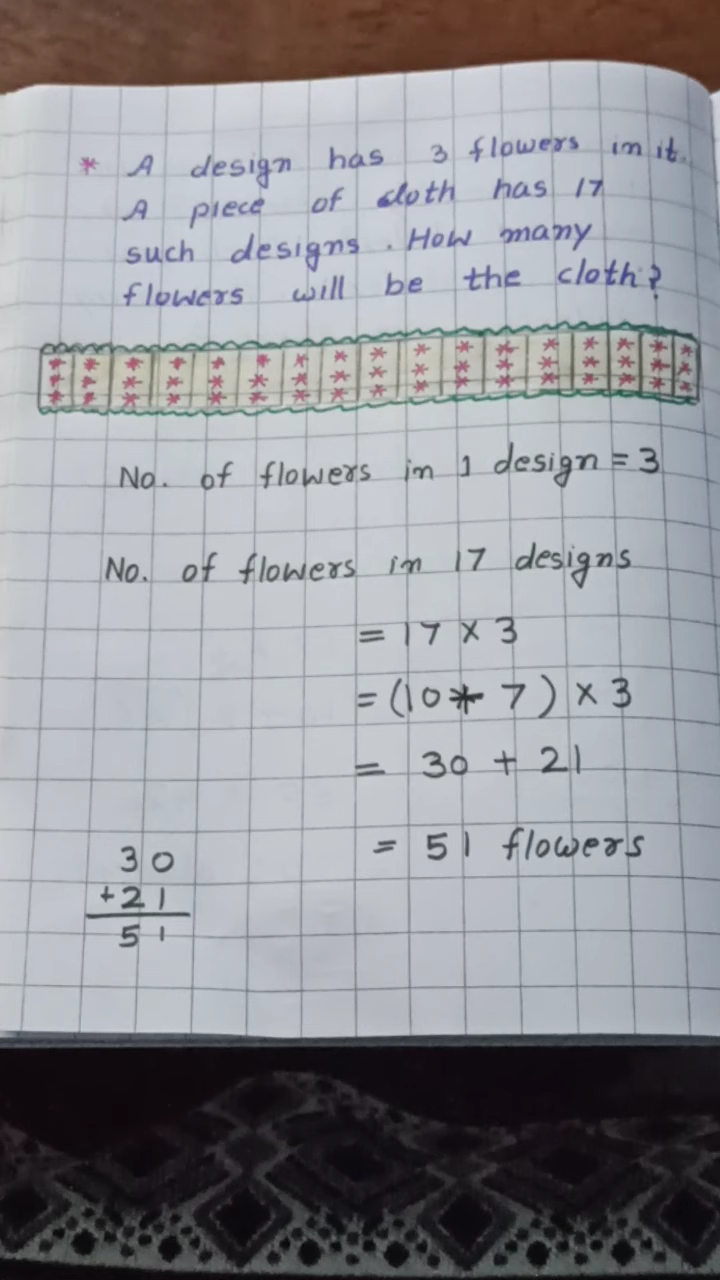 * A design has 3 flowers in it.
A piece of cloth has 17
such designs. How many
flowers will be the cloth?
No. of flowers in 1 design = 3
No. of flowers in 17 designs
= 17 × 3
= (10 + 7) × 3
= 30 + 21
= 51 flowers
30
+21
51